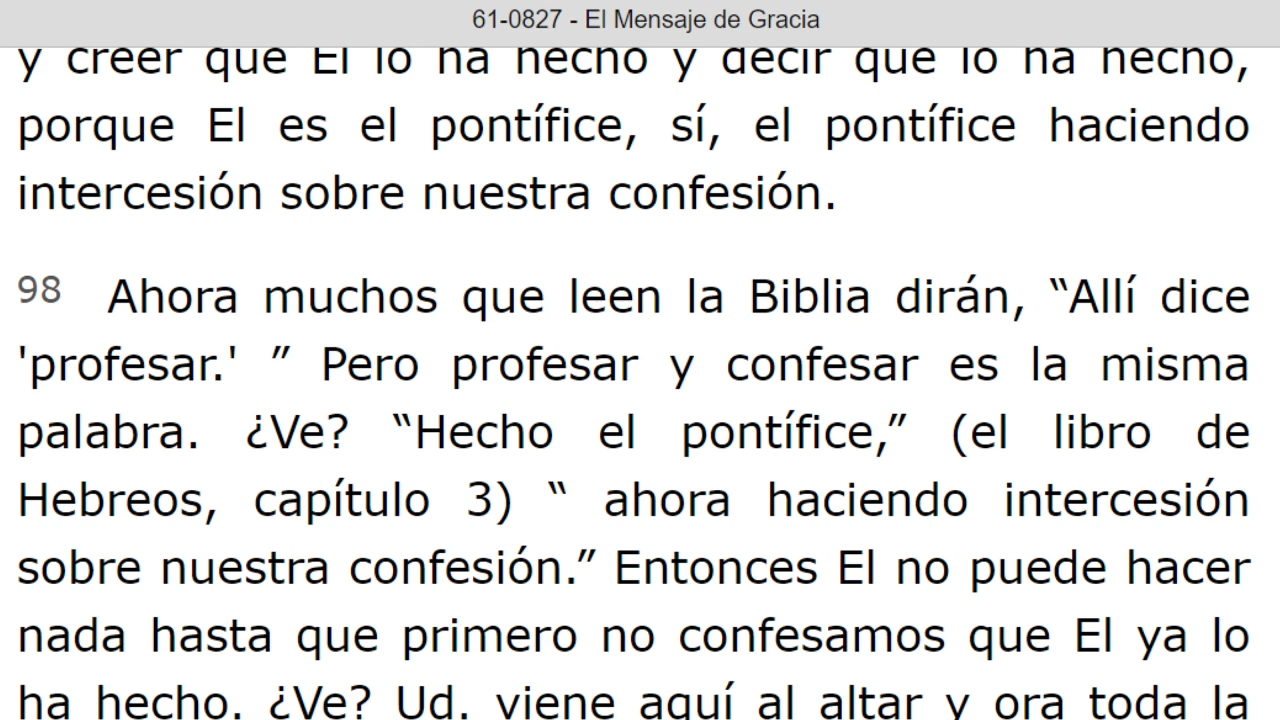 61-0827 - El Mensaje de Gracia
y creer que El lo ha hecho y decir que lo ha hecho,
porque El es el pontífice, sí, el pontífice haciendo
intercesión sobre nuestra confesión.
98 Ahora muchos que leen la Biblia dirán, “Allí dice
'profesar.' ” Pero profesar y confesar es la misma
palabra. ¿Ve? “Hecho el pontífice,” (el libro de
Hebreos, capítulo 3) “ ahora haciendo intercesión
sobre nuestra confesión.” Entonces El no puede hacer
nada hasta que primero no confesamos que El ya lo
ha hecho. ¿Ve? Ud. viene aquí al altar y ora toda la